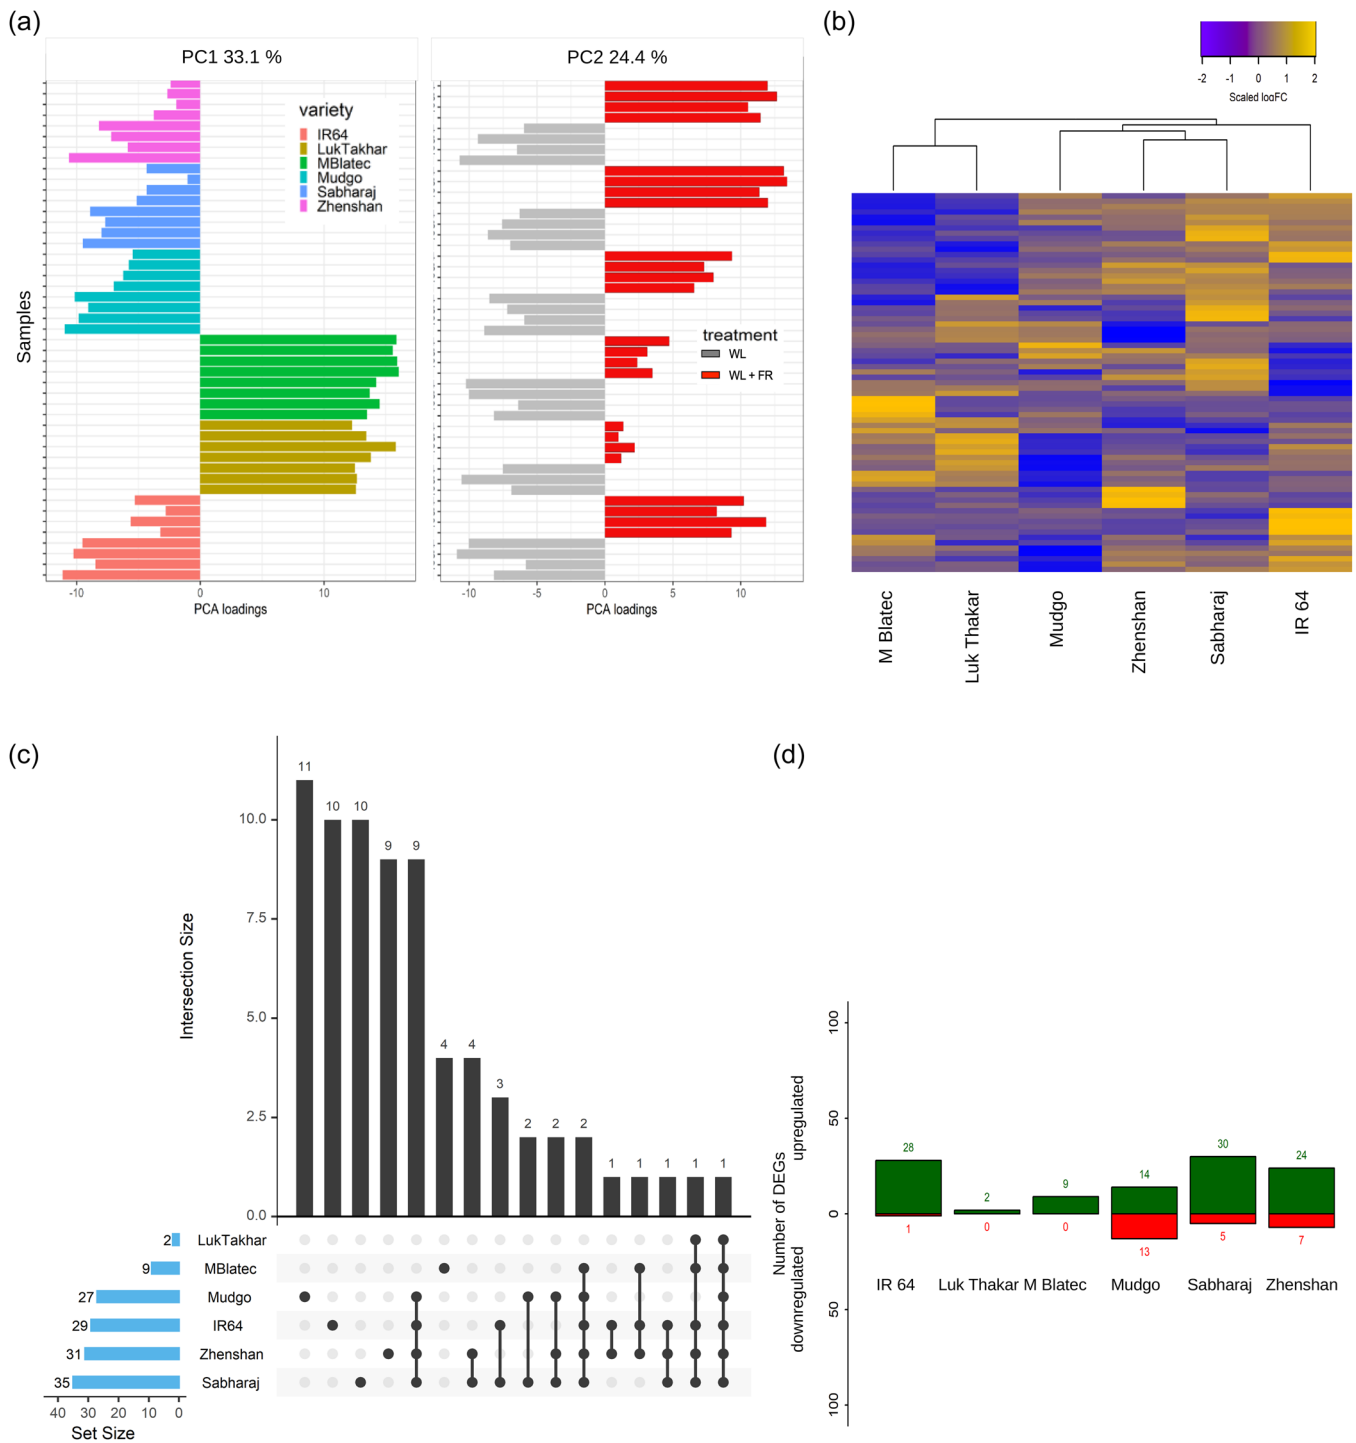 (a)
PC1 33.1 %
PC2 24.4 %
variety
IR64
LukTakhar
MBlatec
Mudgo
Sabharaj
Zhenshan
treatment
WL
WL + FR
Samples
-10 0 10
PCA loadings
-10 -5 0 5 10
PCA loadings
(b)
-2 -1 0 1 2
Scaled logFC
M Blatec
Luk Thakar
Mudgo
Zhenshan
Sabharaj
IR 64
(c)
Intersection Size
10.0
7.5
5.0
2.5
0.0
11 10 10 9 9 4 4 3 2 2 2 1 1 1 1 1
2 LukTakhar
9 MBlatec
27 Mudgo
29 IR64
31 Zhenshan
35 Sabharaj
40 30 20 10 0
Set Size
(d)
Number of DEGs
downregulated upregulated
100
50
0
50
100
28 2 9 14 30 24
1 0 0 13 5 7
IR 64 Luk Thakar M Blatec Mudgo Sabharaj Zhenshan